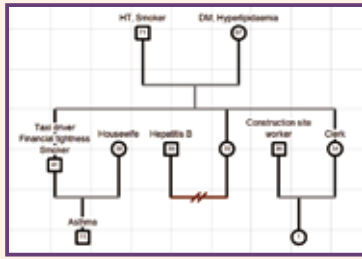 HT, Smoker
DM, Hyperlipidaemia
Taxi driver
Financial tightness
Smoker
Housewife
Hepatitis B
Construction site
worker
Clerk
Asthma